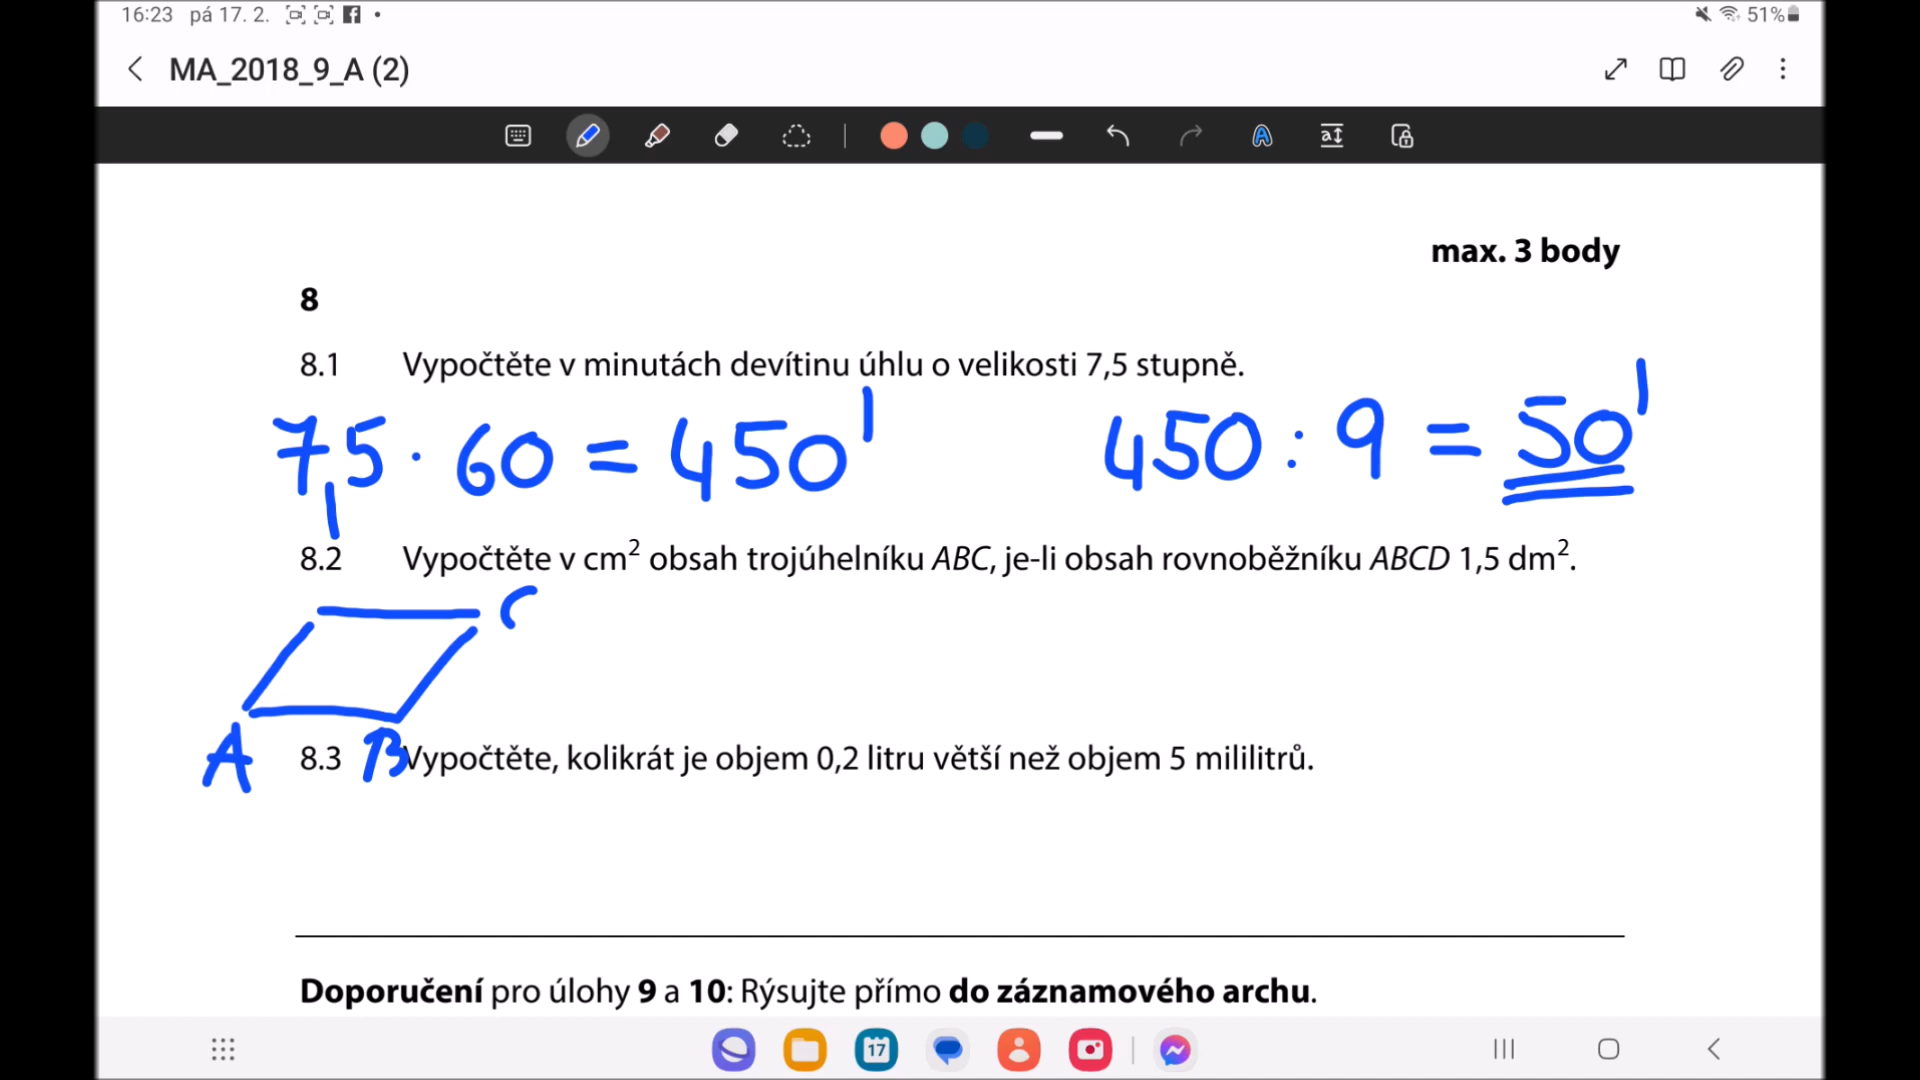 16:23 pá 17. 2.
51%
MA_2018_9_A (2)
max. 3 body
8
8.1 Vypočtěte v minutách devítinu úhlu o velikosti 7,5 stupně.
7,5 · 60 = 450' 450 : 9 = 50'
8.2 Vypočtěte v cm² obsah trojúhelníku ABC, je-li obsah rovnoběžníku ABCD 1,5 dm².
C
A B
8.3 Vypočtěte, kolikrát je objem 0,2 litru větší než objem 5 mililitrů.
Doporučení pro úlohy 9 a 10: Rýsujte přímo do záznamového archu.
17